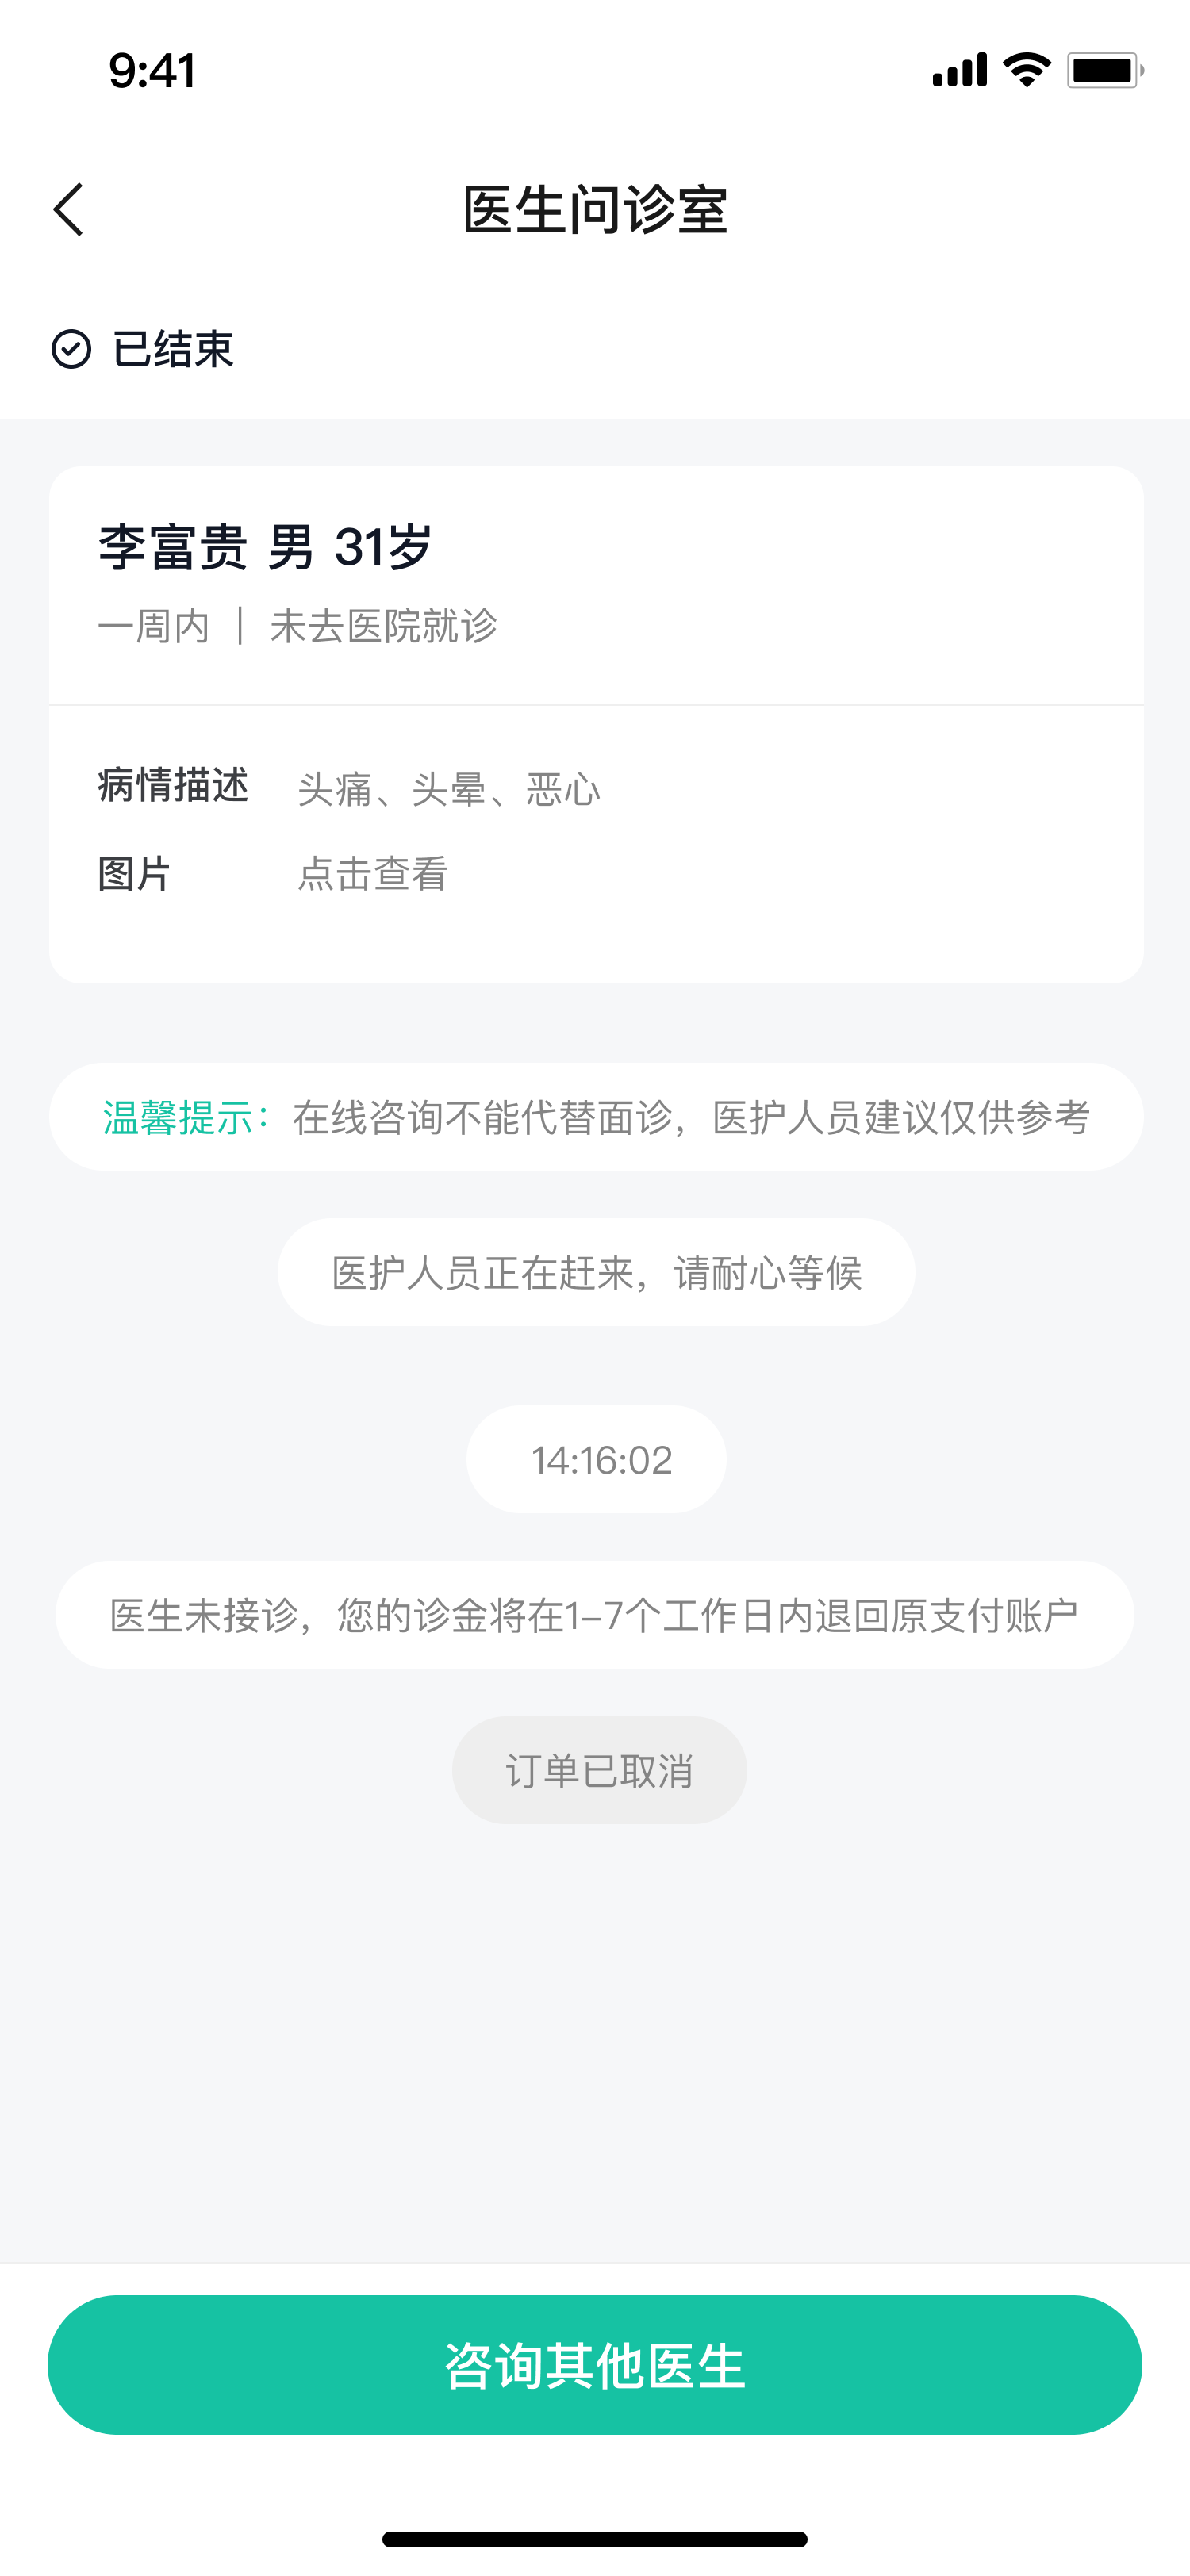 9:41
医生问诊室
已结束
李富贵 男 31岁
一周内 | 未去医院就诊
病情描述 头痛、头晕、恶心
图片 点击查看
温馨提示：在线咨询不能代替面诊，医护人员建议仅供参考
医护人员正在赶来，请耐心等候
14:16:02
医生未接诊，您的诊金将在1-7个工作日内退回原支付账户
订单已取消
咨询其他医生